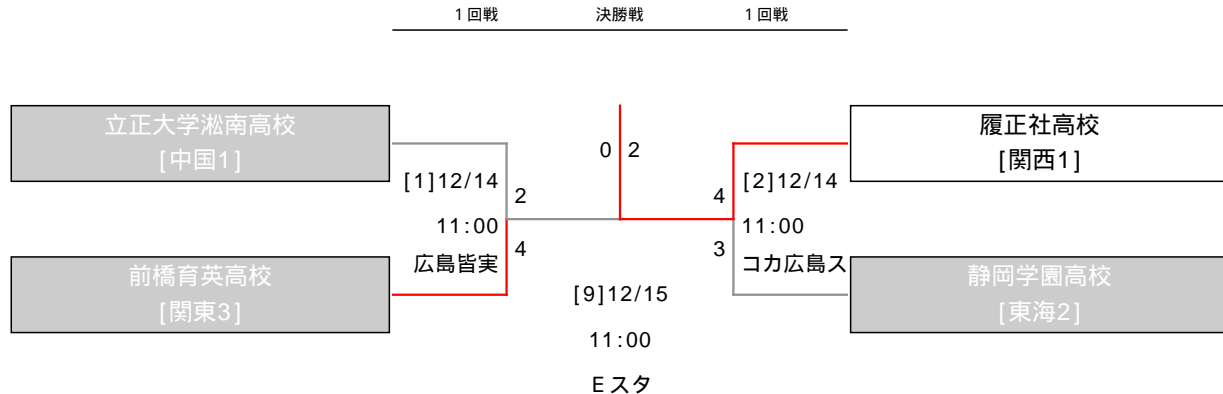 1回戦 決勝戦 1回戦
立正大学淞南高校
[中国1]
履正社高校
[関西1]
0 2
[1]12/14
2
11:00
4
広島皆実
4
[2]12/14
11:00
3
コカ広島ス
前橋育英高校
[関東3]
静岡学園高校
[東海2]
[9]12/15
11:00
Eスタ